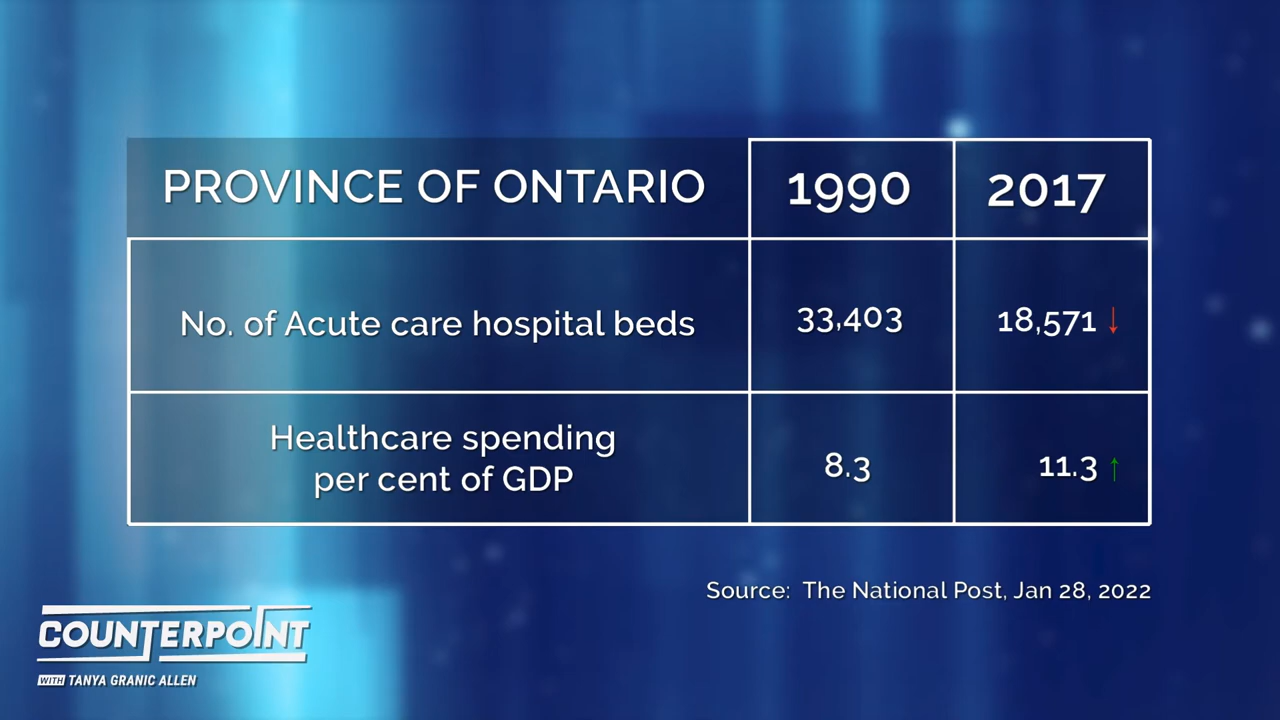 PROVINCE OF ONTARIO 1990 2017
No. of Acute care hospital beds 33,403 18,571 ↓
Healthcare spending
per cent of GDP 8.3 11.3 ↑
Source: The National Post, Jan 28, 2022
COUNTERPOINT
WITH TANYA GRANIC ALLEN